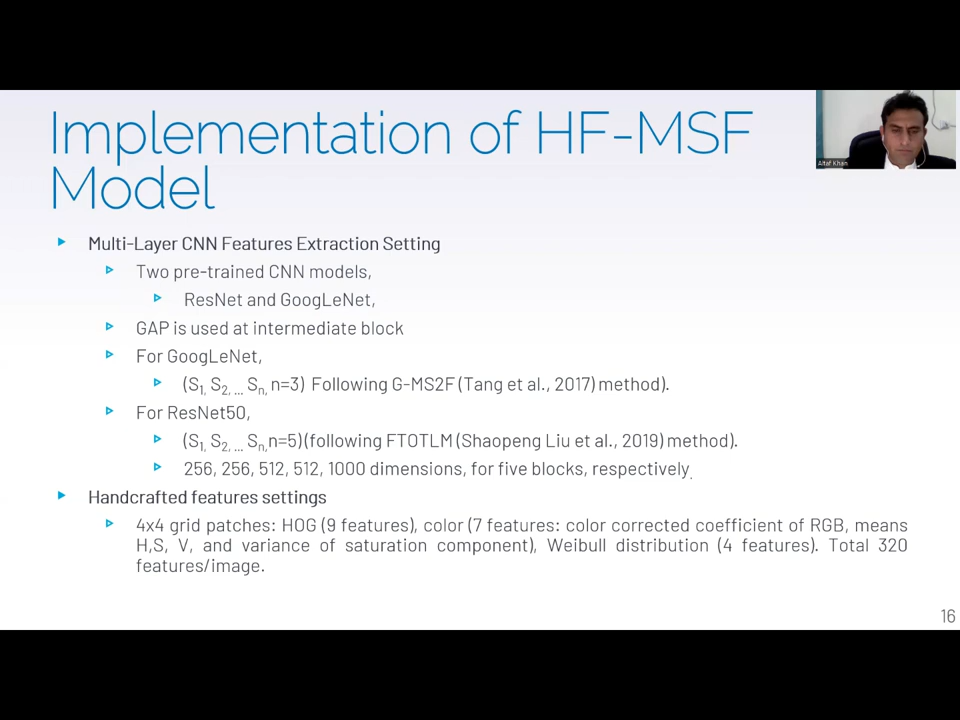 Implementation of HF-MSF
Model
Altaf Khan
Multi-Layer CNN Features Extraction Setting
Two pre-trained CNN models,
ResNet and GoogLeNet,
GAP is used at intermediate block
For GoogLeNet,
(S1, S2, ... Sn, n=3) Following G-MS2F (Tang et al., 2017) method).
For ResNet50,
(S1, S2, ... Sn, n=5) (following FTOTLM (Shaopeng Liu et al., 2019) method).
256, 256, 512, 512, 1000 dimensions, for five blocks, respectively.
Handcrafted features settings
4x4 grid patches: HOG (9 features), color (7 features: color corrected coefficient of RGB, means
H,S, V, and variance of saturation component), Weibull distribution (4 features). Total 320
features/image.
16